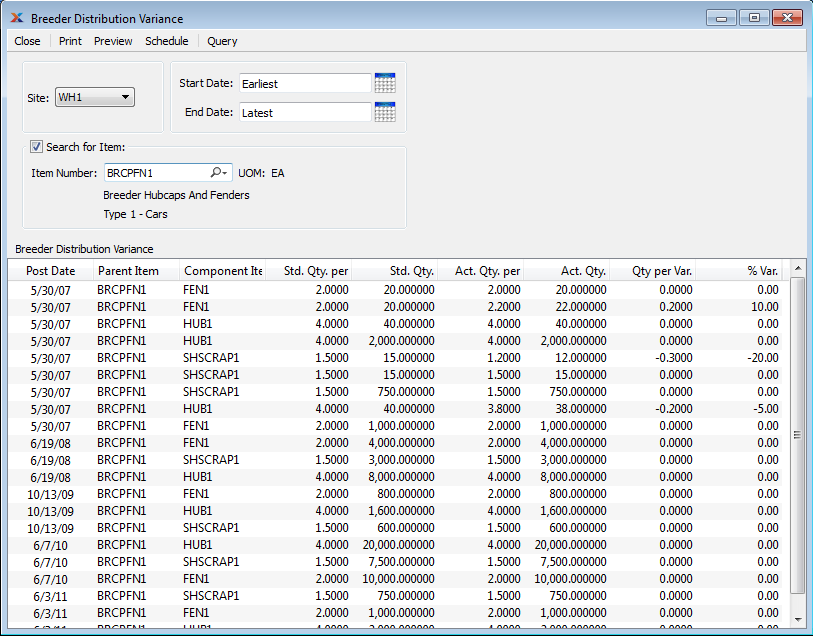 Breeder Distribution Variance
Close Print Preview Schedule Query
Site: WH1
Start Date: Earliest
End Date: Latest
Search for Item:
Item Number: BRCPFN1 UOM: EA
Breeder Hubcaps And Fenders
Type 1 - Cars
Breeder Distribution Variance
Post Date Parent Item Component Ite Std. Qty. per Std. Qty. Act. Qty. per Act. Qty. Qty per Var. % Var.
5/30/07 BRCPFN1 FEN1 2.0000 20.000000 2.0000 20.000000 0.0000 0.00
5/30/07 BRCPFN1 FEN1 2.0000 20.000000 2.2000 22.000000 0.2000 10.00
5/30/07 BRCPFN1 HUB1 4.0000 40.000000 4.0000 40.000000 0.0000 0.00
5/30/07 BRCPFN1 HUB1 4.0000 2,000.000000 4.0000 2,000.000000 0.0000 0.00
5/30/07 BRCPFN1 SHSCRAP1 1.5000 15.000000 1.2000 12.000000 -0.3000 -20.00
5/30/07 BRCPFN1 SHSCRAP1 1.5000 15.000000 1.5000 15.000000 0.0000 0.00
5/30/07 BRCPFN1 SHSCRAP1 1.5000 750.000000 1.5000 750.000000 0.0000 0.00
5/30/07 BRCPFN1 HUB1 4.0000 40.000000 3.8000 38.000000 -0.2000 -5.00
5/30/07 BRCPFN1 FEN1 2.0000 1,000.000000 2.0000 1,000.000000 0.0000 0.00
6/19/08 BRCPFN1 FEN1 2.0000 4,000.000000 2.0000 4,000.000000 0.0000 0.00
6/19/08 BRCPFN1 SHSCRAP1 1.5000 3,000.000000 1.5000 3,000.000000 0.0000 0.00
6/19/08 BRCPFN1 HUB1 4.0000 8,000.000000 4.0000 8,000.000000 0.0000 0.00
10/13/09 BRCPFN1 FEN1 2.0000 800.000000 2.0000 800.000000 0.0000 0.00
10/13/09 BRCPFN1 HUB1 4.0000 1,600.000000 4.0000 1,600.000000 0.0000 0.00
10/13/09 BRCPFN1 SHSCRAP1 1.5000 600.000000 1.5000 600.000000 0.0000 0.00
6/7/10 BRCPFN1 HUB1 4.0000 20,000.000000 4.0000 20,000.000000 0.0000 0.00
6/7/10 BRCPFN1 SHSCRAP1 1.5000 7,500.000000 1.5000 7,500.000000 0.0000 0.00
6/7/10 BRCPFN1 FEN1 2.0000 10,000.000000 2.0000 10,000.000000 0.0000 0.00
6/3/11 BRCPFN1 SHSCRAP1 1.5000 750.000000 1.5000 750.000000 0.0000 0.00
6/3/11 BRCPFN1 FEN1 2.0000 1,000.000000 2.0000 1,000.000000 0.0000 0.00